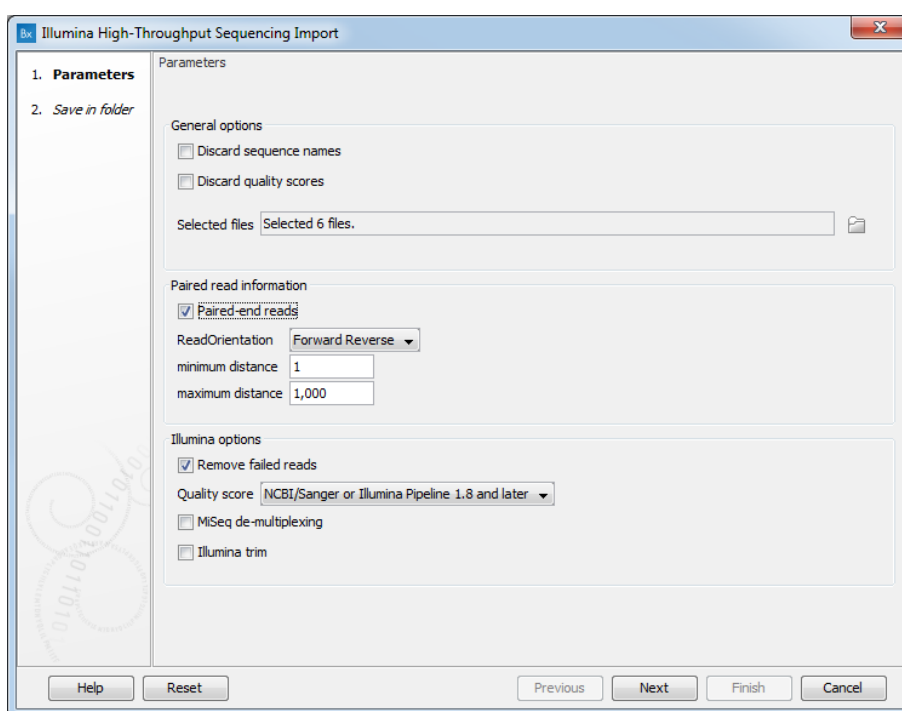 Bx Illumina High-Throughput Sequencing Import
1. Parameters
2. Save in folder
Parameters
General options
Discard sequence names
Discard quality scores
Selected files Selected 6 files.
Paired read information
Paired-end reads
ReadOrientation Forward Reverse
minimum distance 1
maximum distance 1,000
Illumina options
Remove failed reads
Quality score NCBI/Sanger or Illumina Pipeline 1.8 and later
MiSeq de-multiplexing
Illumina trim
Help Reset Previous Next Finish Cancel